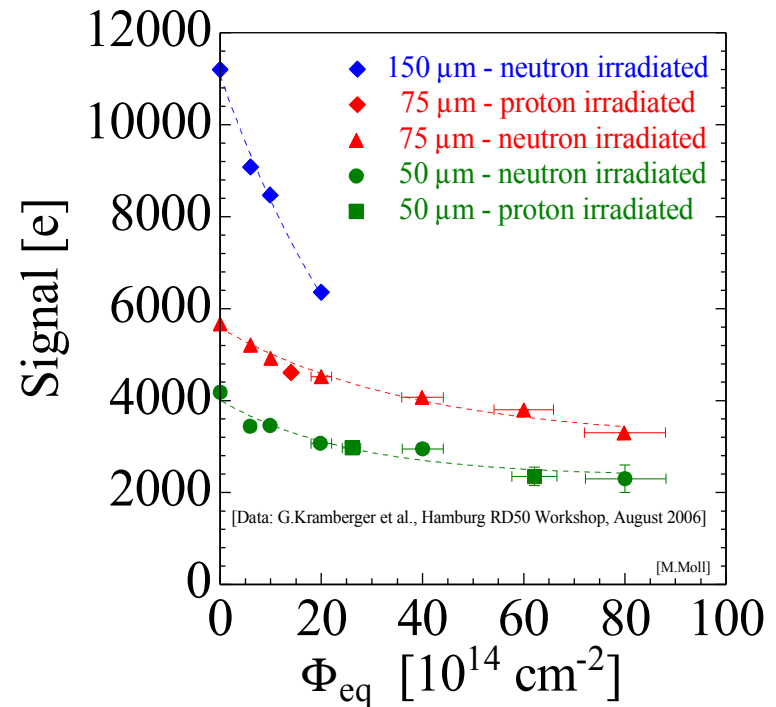 12000
10000
8000
6000
4000
2000
0
Signal [e]
150 µm - neutron irradiated
75 µm - proton irradiated
75 µm - neutron irradiated
50 µm - neutron irradiated
50 µm - proton irradiated
[Data: G.Kramberger et al., Hamburg RD50 Workshop, August 2006]
[M.Moll]
0 20 40 60 80 100
Φeq [10^14 cm^-2]